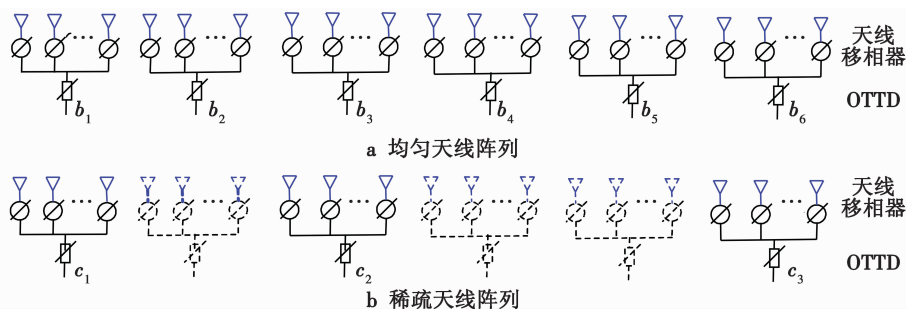 天线
移相器
OTTD
b1 b2 b3 b4 b5 b6
a 均匀天线阵列
天线
移相器
OTTD
c1 c2 c3
b 稀疏天线阵列